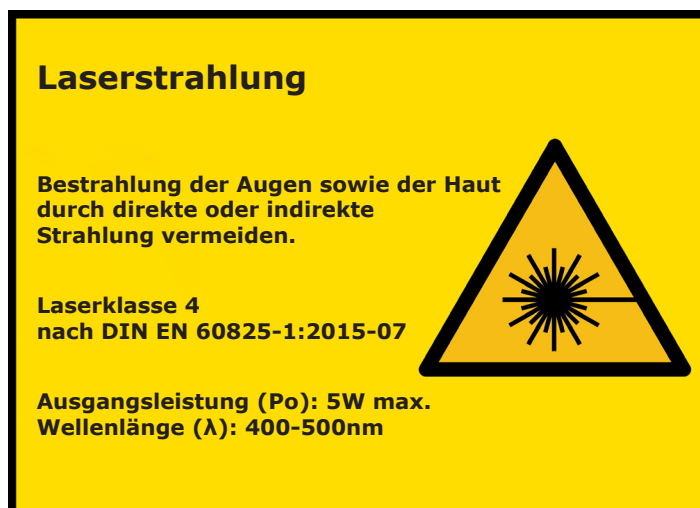 Laserstrahlung
Bestrahlung der Augen sowie der Haut
durch direkte oder indirekte
Strahlung vermeiden.
Laserklasse 4
nach DIN EN 60825-1:2015-07
Ausgangsleistung (Po): 5W max.
Wellenlänge (λ): 400-500nm